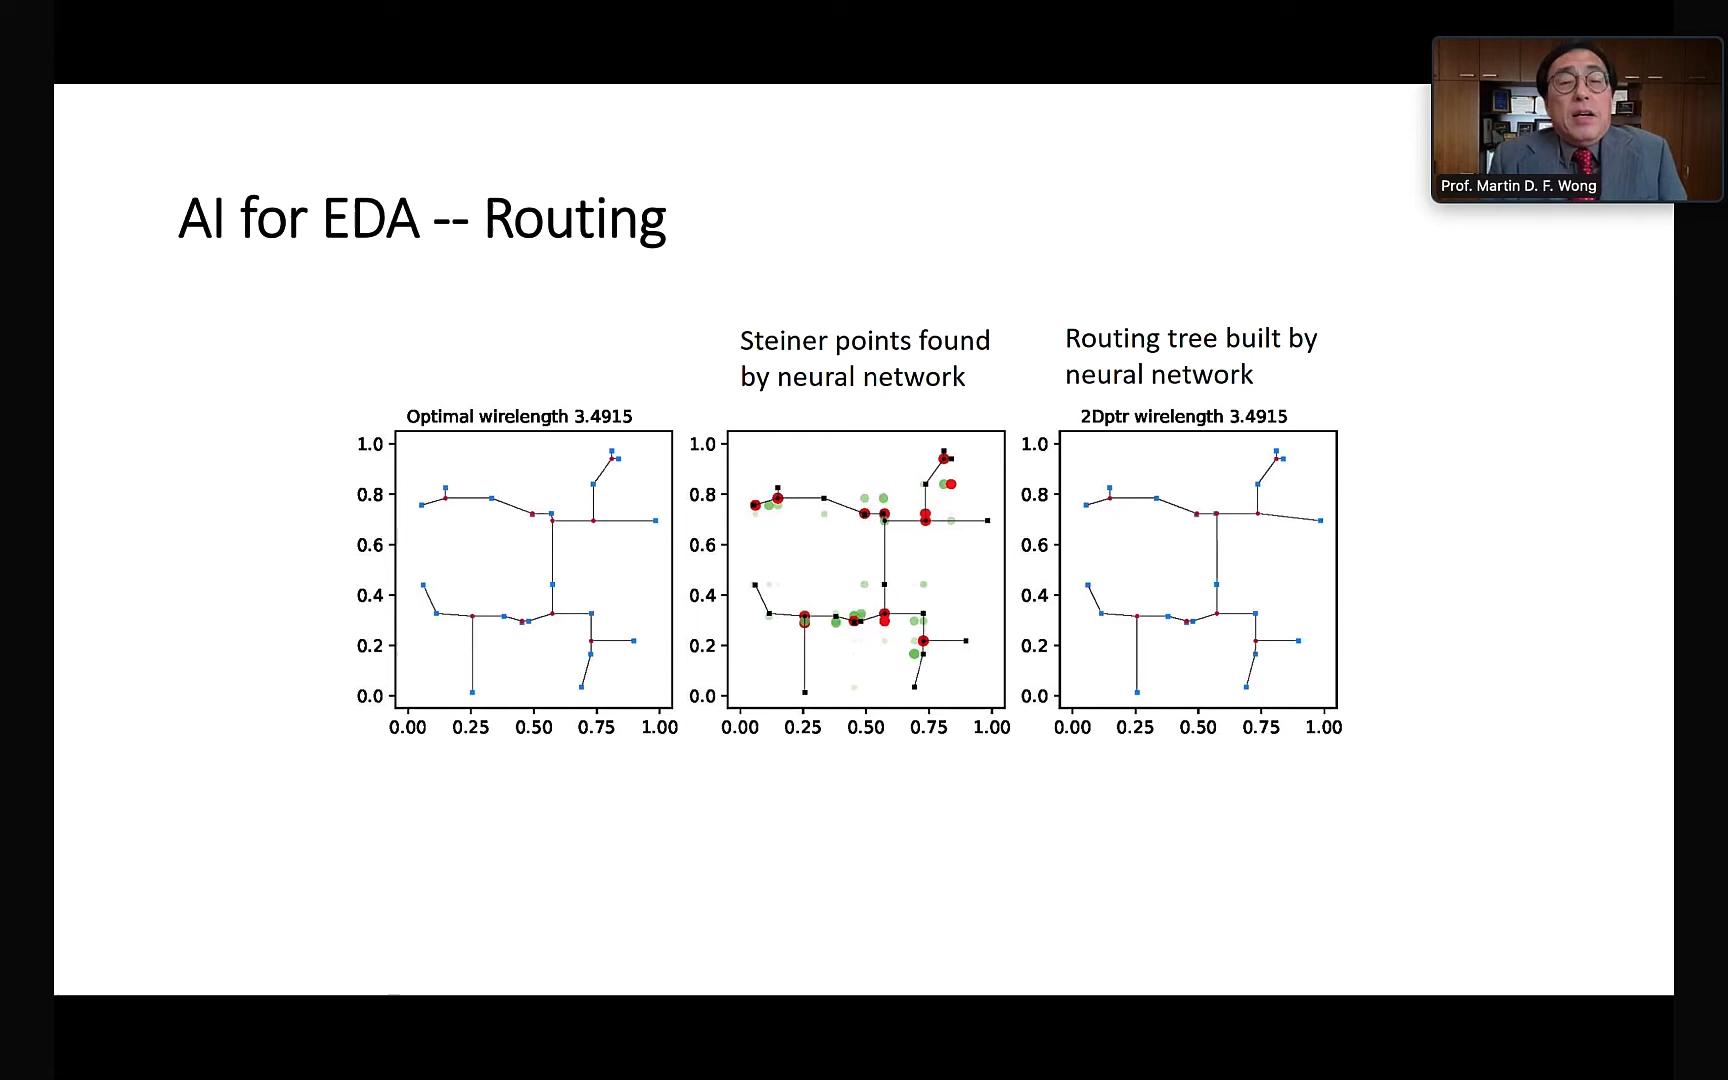 Prof. Martin D. F. Wong
AI for EDA -- Routing
Steiner points found
by neural network
Routing tree built by
neural network
Optimal wirelength 3.4915
2Dptr wirelength 3.4915
1.0
0.8
0.6
0.4
0.2
0.0
0.00 0.25 0.50 0.75 1.00
1.0
0.8
0.6
0.4
0.2
0.0
0.00 0.25 0.50 0.75 1.00
1.0
0.8
0.6
0.4
0.2
0.0
0.00 0.25 0.50 0.75 1.00